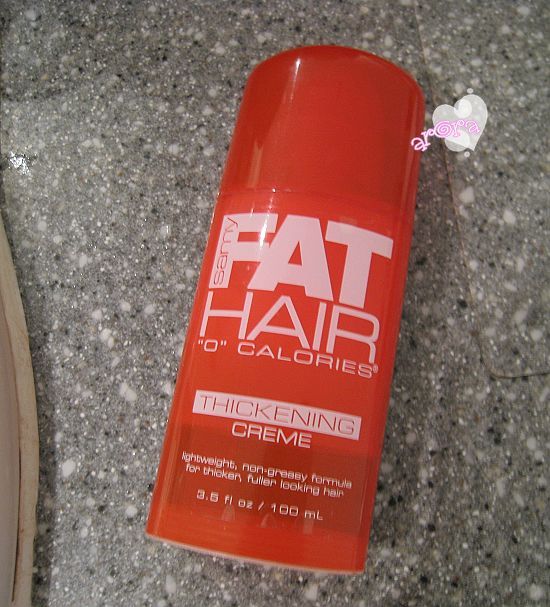 arora
samy
FAT
HAIR
"0" CALORIES®
THICKENING
CREME
lightweight, non-greasy formula
for thicker, fuller looking hair
3.5 fl oz / 100 mL